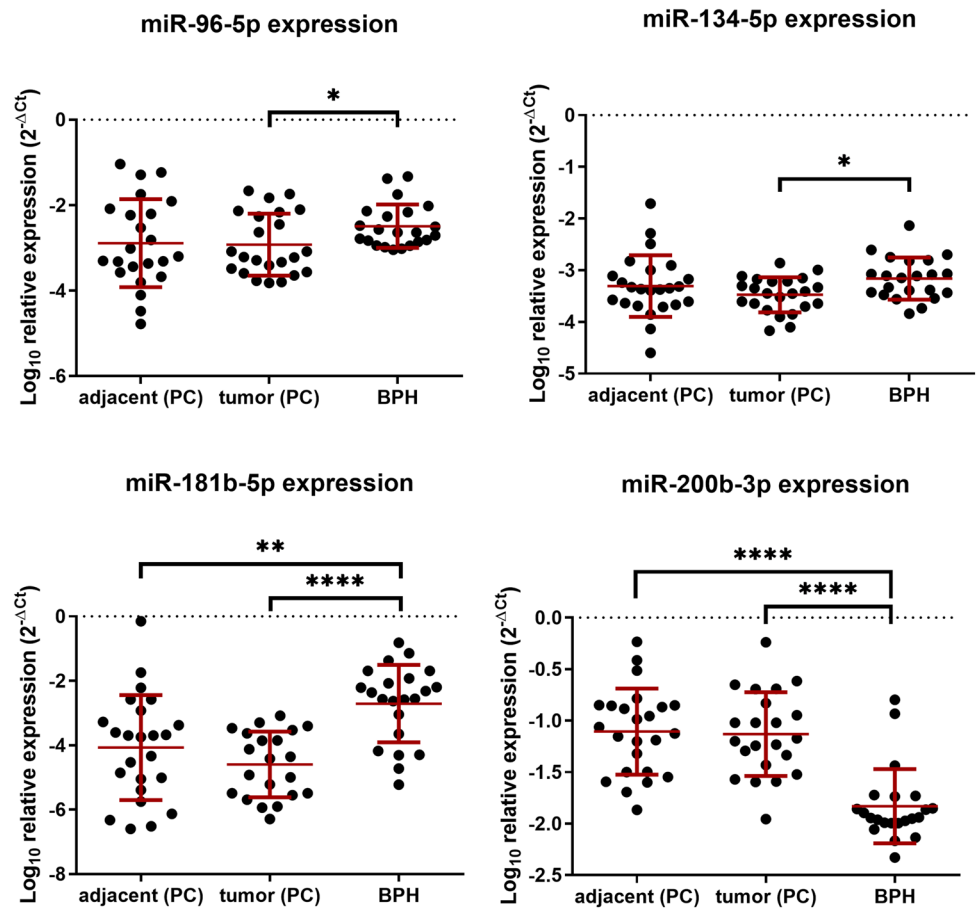 miR-96-5p expression
Log10 relative expression (2-ΔCt)
*
0
-2
-4
-6
adjacent (PC) tumor (PC) BPH
miR-134-5p expression
Log10 relative expression (2-ΔCt)
*
0
-1
-2
-3
-4
-5
adjacent (PC) tumor (PC) BPH
miR-181b-5p expression
Log10 relative expression (2-ΔCt)
**
****
0
-2
-4
-6
-8
adjacent (PC) tumor (PC) BPH
miR-200b-3p expression
Log10 relative expression (2-ΔCt)
****
****
0.0
-0.5
-1.0
-1.5
-2.0
-2.5
adjacent (PC) tumor (PC) BPH